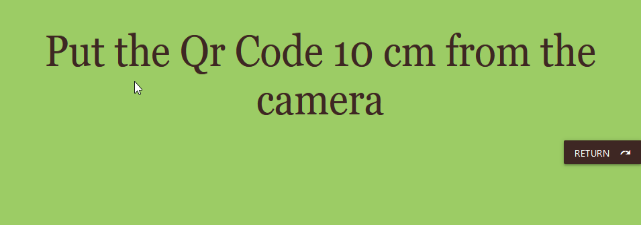 Put the Qr Code 10 cm from the
camera
RETURN